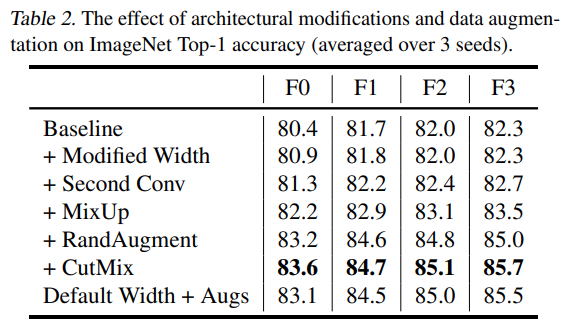 Table 2. The effect of architectural modifications and data augmen-
tation on ImageNet Top-1 accuracy (averaged over 3 seeds).
F0 F1 F2 F3
Baseline 80.4 81.7 82.0 82.3
+ Modified Width 80.9 81.8 82.0 82.3
+ Second Conv 81.3 82.2 82.4 82.7
+ MixUp 82.2 82.9 83.1 83.5
+ RandAugment 83.2 84.6 84.8 85.0
+ CutMix 83.6 84.7 85.1 85.7
Default Width + Augs 83.1 84.5 85.0 85.5